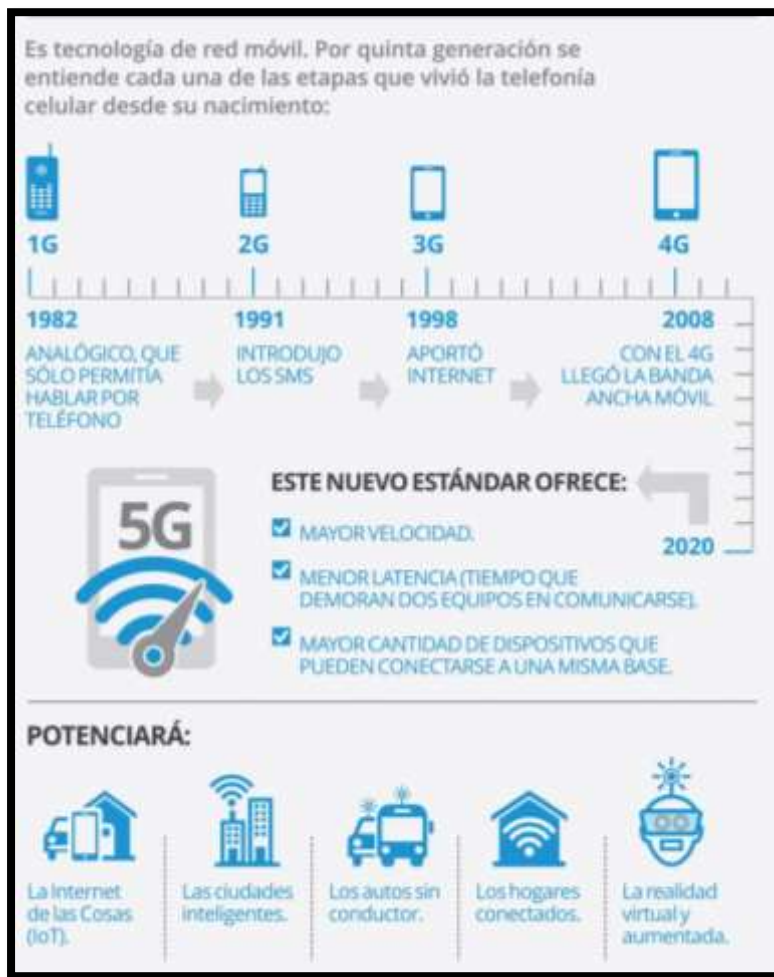 Es tecnología de red móvil. Por quinta generación se
entiende cada una de las etapas que vivió la telefonía
celular desde su nacimiento:
1G
2G
3G
4G
1982
1991
1998
2008
ANALÓGICO, QUE
SÓLO PERMITÍA
HABLAR POR
TELÉFONO
INTRODUJO
LOS SMS
APORTÓ
INTERNET
CON EL 4G
LLEGÓ LA BANDA
ANCHA MÓVIL
5G
ESTE NUEVO ESTÁNDAR OFRECE:
MAYOR VELOCIDAD.
2020
MENOR LATENCIA (TIEMPO QUE
DEMORAN DOS EQUIPOS EN COMUNICARSE).
MAYOR CANTIDAD DE DISPOSITIVOS QUE
PUEDEN CONECTARSE A UNA MISMA BASE.
POTENCIARÁ:
La Internet
de las Cosas
(IoT).
Las ciudades
inteligentes.
Los autos sin
conductor.
Los hogares
conectados.
La realidad
virtual y
aumentada.